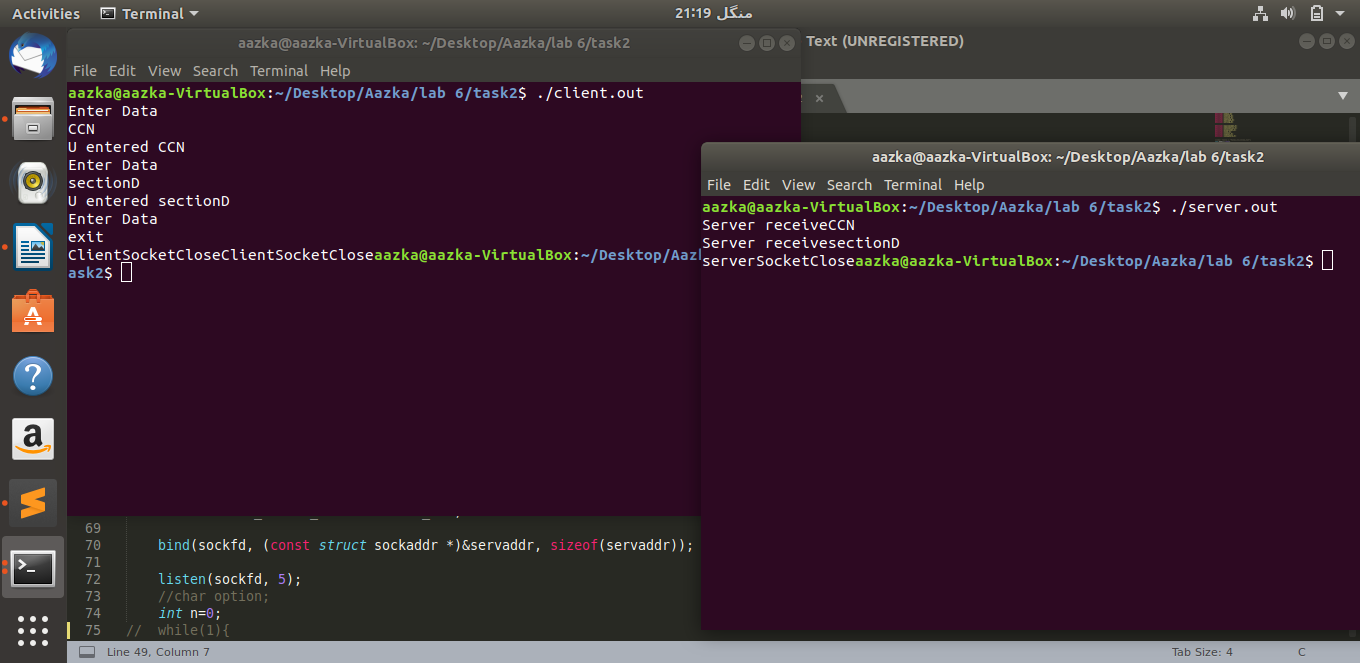 Activities Terminal منگل 21:19
aazka@aazka-VirtualBox: ~/Desktop/Aazka/lab 6/task2
File Edit View Search Terminal Help
aazka@aazka-VirtualBox:~/Desktop/Aazka/lab 6/task2$ ./client.out
Enter Data
CCN
U entered CCN
Enter Data
sectionD
U entered sectionD
Enter Data
exit
ClientSocketCloseClientSocketCloseaazka@aazka-VirtualBox:~/Desktop/Aaz
ask2$
Text (UNREGISTERED)
aazka@aazka-VirtualBox: ~/Desktop/Aazka/lab 6/task2
File Edit View Search Terminal Help
aazka@aazka-VirtualBox:~/Desktop/Aazka/lab 6/task2$ ./server.out
Server receiveCCN
Server receivesectionD
serverSocketCloseaazka@aazka-VirtualBox:~/Desktop/Aazka/lab 6/task2$
69
70 bind(sockfd, (const struct sockaddr *)&servaddr, sizeof(servaddr));
71
72 listen(sockfd, 5);
73 //char option;
74 int n=0;
75 // while(1){
Line 49, Column 7 Tab Size: 4 C